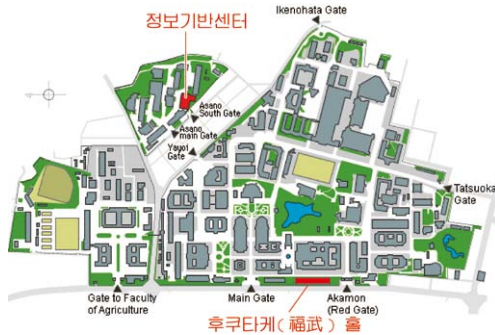 Ikenohata Gate
정보기반센터
Asano
South Gate
Asano
main Gate
Yayoi
Gate
Tatsuoka
Gate
Gate to Faculty
of Agriculture
Main Gate
Akamon
(Red Gate)
후쿠타케( 福武 ) 홀